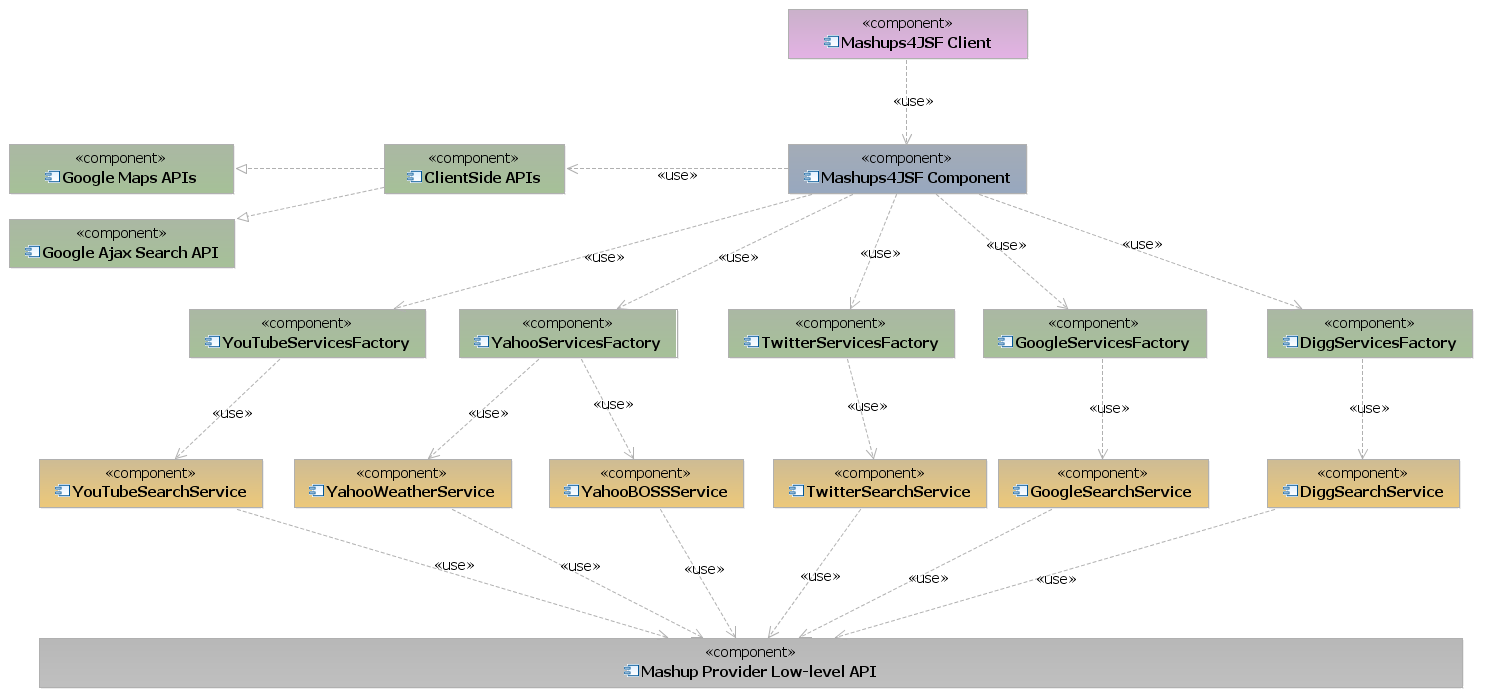 «component»
Mashups4JSF Client
«use»
«component»
Google Maps APIs
«component»
ClientSide APIs
«use»
«component»
Mashups4JSF Component
«component»
Google Ajax Search API
«use»
«use»
«use»
«use»
«use»
«component»
YouTubeServicesFactory
«component»
YahooServicesFactory
«component»
TwitterServicesFactory
«component»
GoogleServicesFactory
«component»
DiggServicesFactory
«use»
«use»
«use»
«use»
«use»
«use»
«component»
YouTubeSearchService
«component»
YahooWeatherService
«component»
YahooBOSSService
«component»
TwitterSearchService
«component»
GoogleSearchService
«component»
DiggSearchService
«use»
«use»
«use»
«use»
«use»
«use»
«component»
Mashup Provider Low-level API